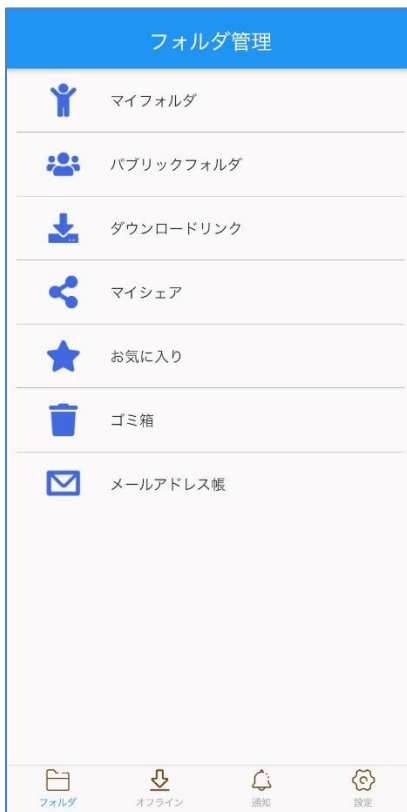 フォルダ管理
マイフォルダ
パブリックフォルダ
ダウンロードリンク
マイシェア
お気に入り
ゴミ箱
メールアドレス帳
フォルダ
オフライン
通知
設定